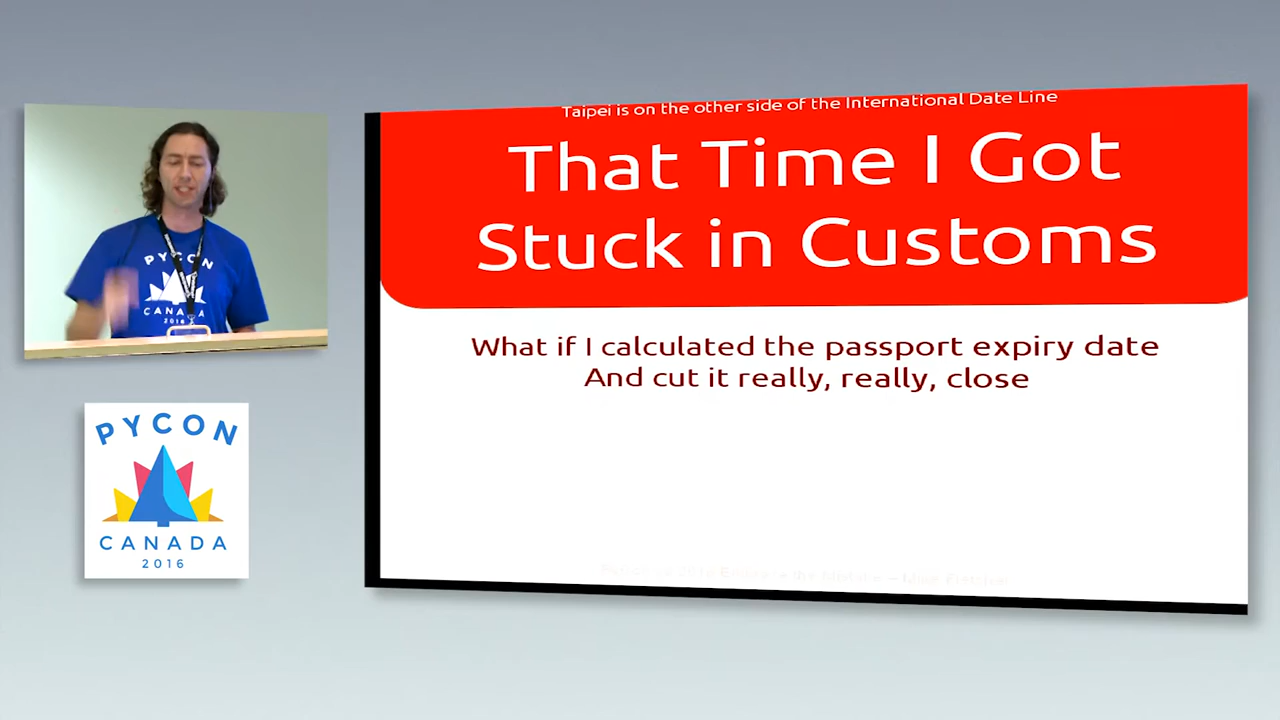 Taipei is on the other side of the International Date Line
That Time I Got
Stuck in Customs
What if I calculated the passport expiry date
And cut it really, really, close
PYCON
CANADA
2016
PYCON
CANADA
2016